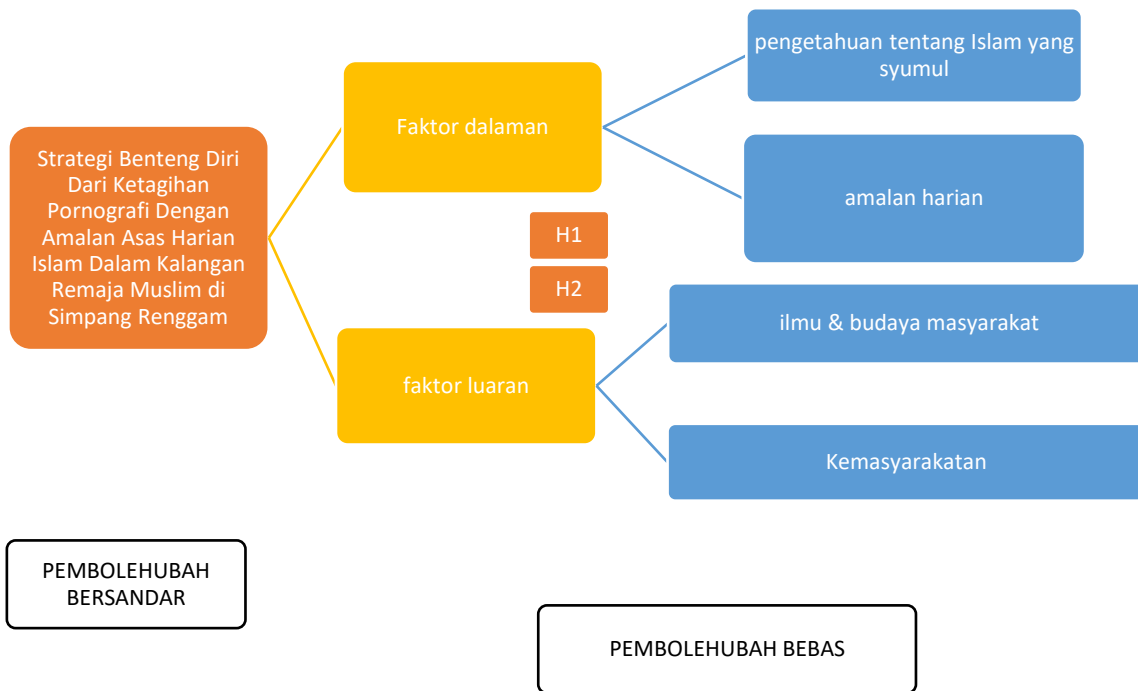 Strategi Benteng Diri
Dari Ketagihan
Pornografi Dengan
Amalan Asas Harian
Islam Dalam Kalangan
Remaja Muslim di
Simpang Renggam
Faktor dalaman
pengetahuan tentang Islam yang
syumul
amalan harian
H1
H2
faktor luaran
ilmu & budaya masyarakat
Kemasyarakatan
PEMBOLEHUBAH
BERSANDAR
PEMBOLEHUBAH BEBAS